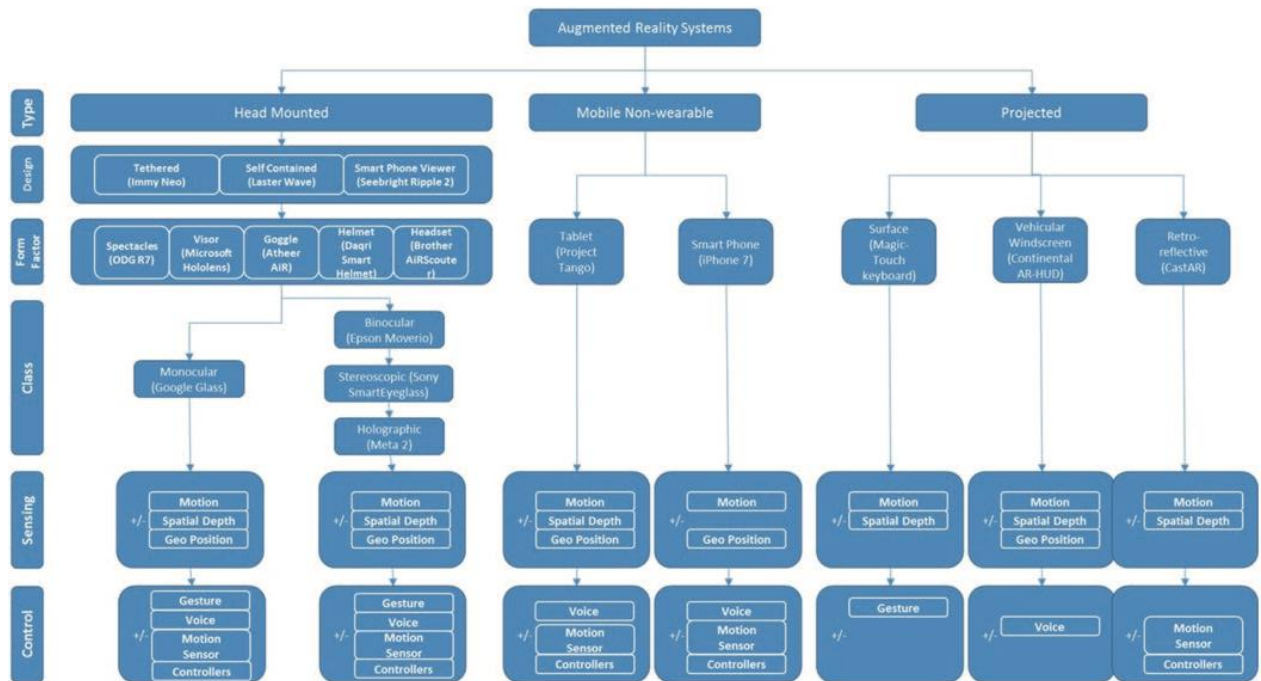 Augmented Reality Systems
Type
Head Mounted
Mobile Non-wearable
Projected
Design
Tethered
(Immy Neo)
Self Contained
(Laster Wave)
Smart Phone Viewer
(Seebright Ripple 2)
Form
Factor
Spectacles
(ODG R7)
Visor
(Microsoft
Hololens)
Goggle
(Atheer
AiR)
Helmet
(Daqri
Smart
Helmet)
Headset
(Brother
AiRScoute
r)
Tablet
(Project
Tango)
Smart Phone
(iPhone 7)
Surface
(Magic-
Touch
keyboard)
Vehicular
Windscreen
(Continental
AR-HUD)
Retro-
reflective
(CastAR)
Class
Monocular
(Google Glass)
Binocular
(Epson Moverio)
Stereoscopic (Sony
SmartEyeglass)
Holographic
(Meta 2)
Sensing
+/-
Motion
Spatial Depth
Geo Position
+/-
Motion
Spatial Depth
Geo Position
+/-
Motion
Spatial Depth
Geo Position
+/-
Motion
Geo Position
+/-
Motion
Spatial Depth
+/-
Motion
Spatial Depth
Geo Position
+/-
Motion
Spatial Depth
Control
+/-
Gesture
Voice
Motion
Sensor
Controllers
+/-
Gesture
Voice
Motion
Sensor
Controllers
+/-
Voice
Motion
Sensor
Controllers
+/-
Voice
Motion
Sensor
Controllers
+/-
Gesture
+/-
Voice
+/-
Motion
Sensor
Controllers